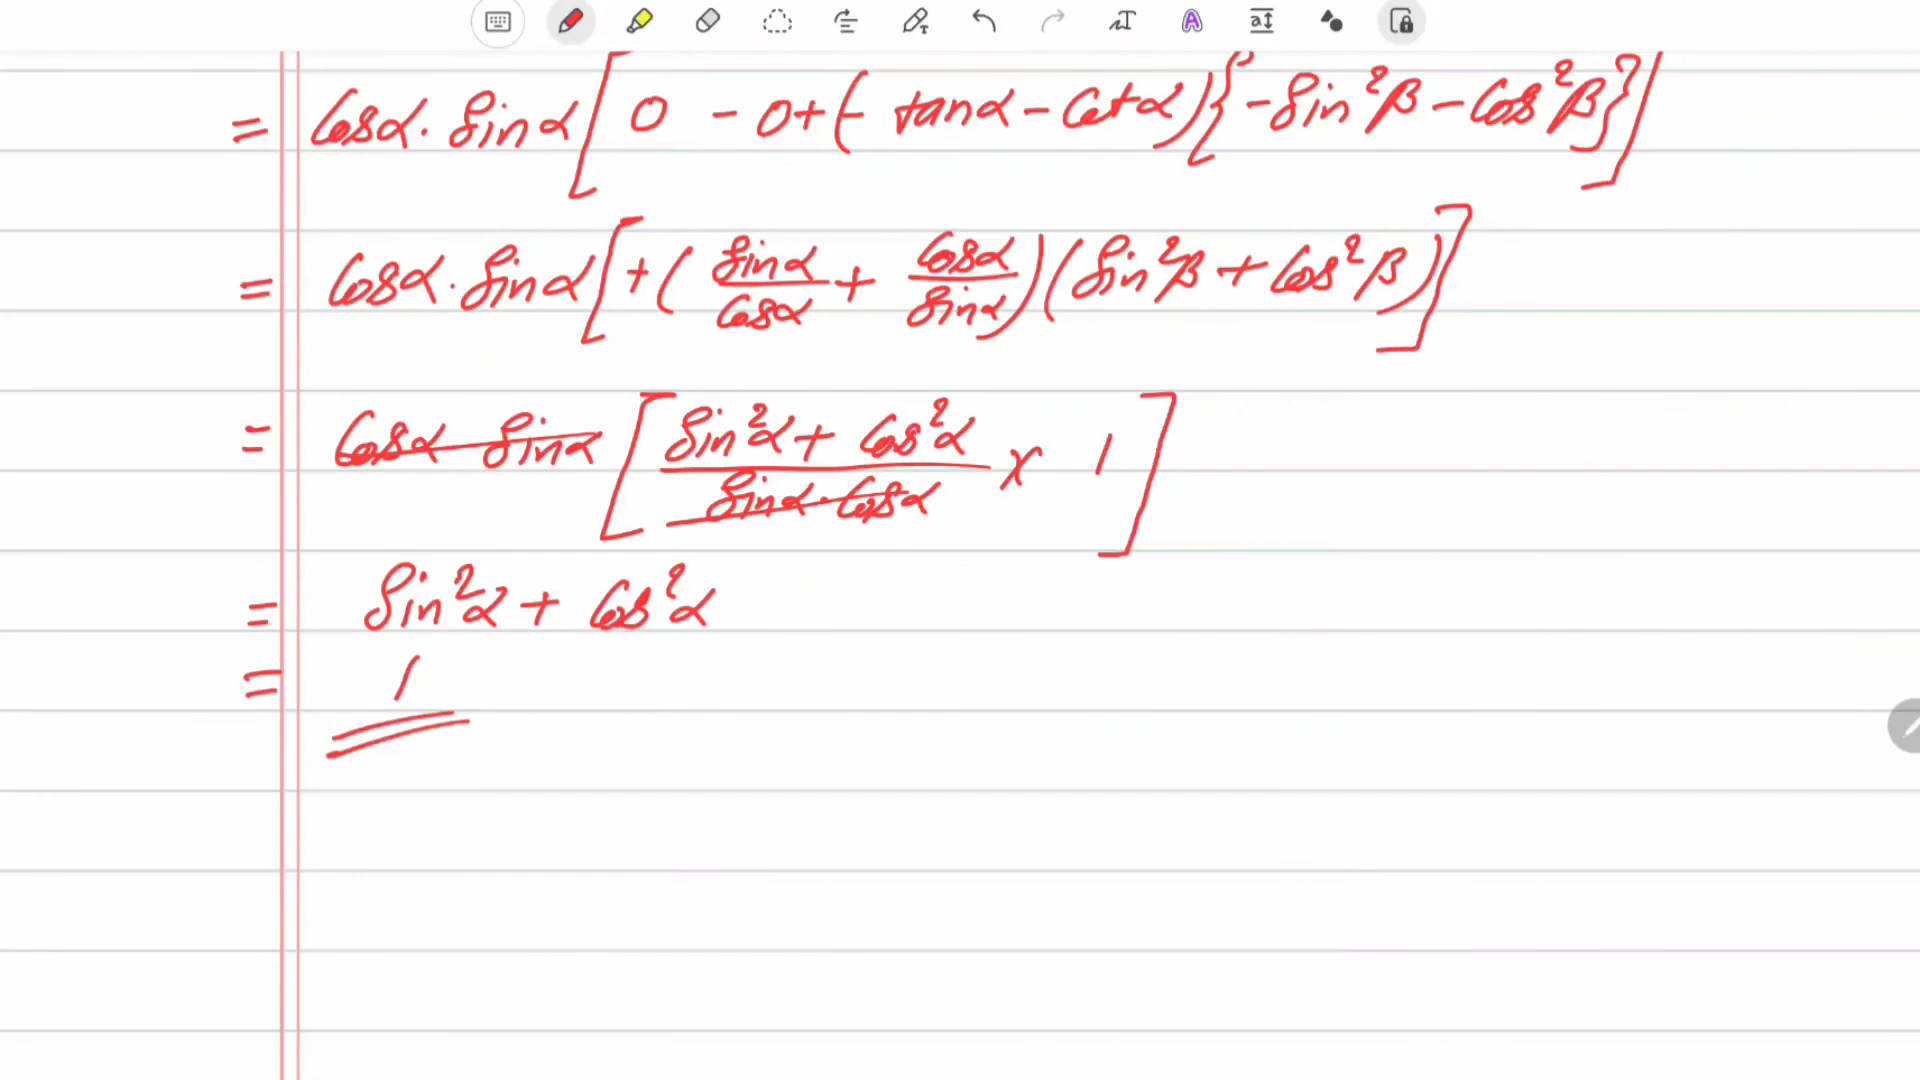 = Cosα. Sinα [ 0 - 0 + (- tanα - Cotα) { - Sin²β - Cos²β } ]
= Cosα. Sinα [ + ( Sinα/Cosα + Cosα/Sinα ) ( Sin²β + Cos²β ) ]
= Cosα Sinα [ Sin²α + Cos²α / Sinα. Cosα × 1 ]
= Sin²α + Cos²α
= 1